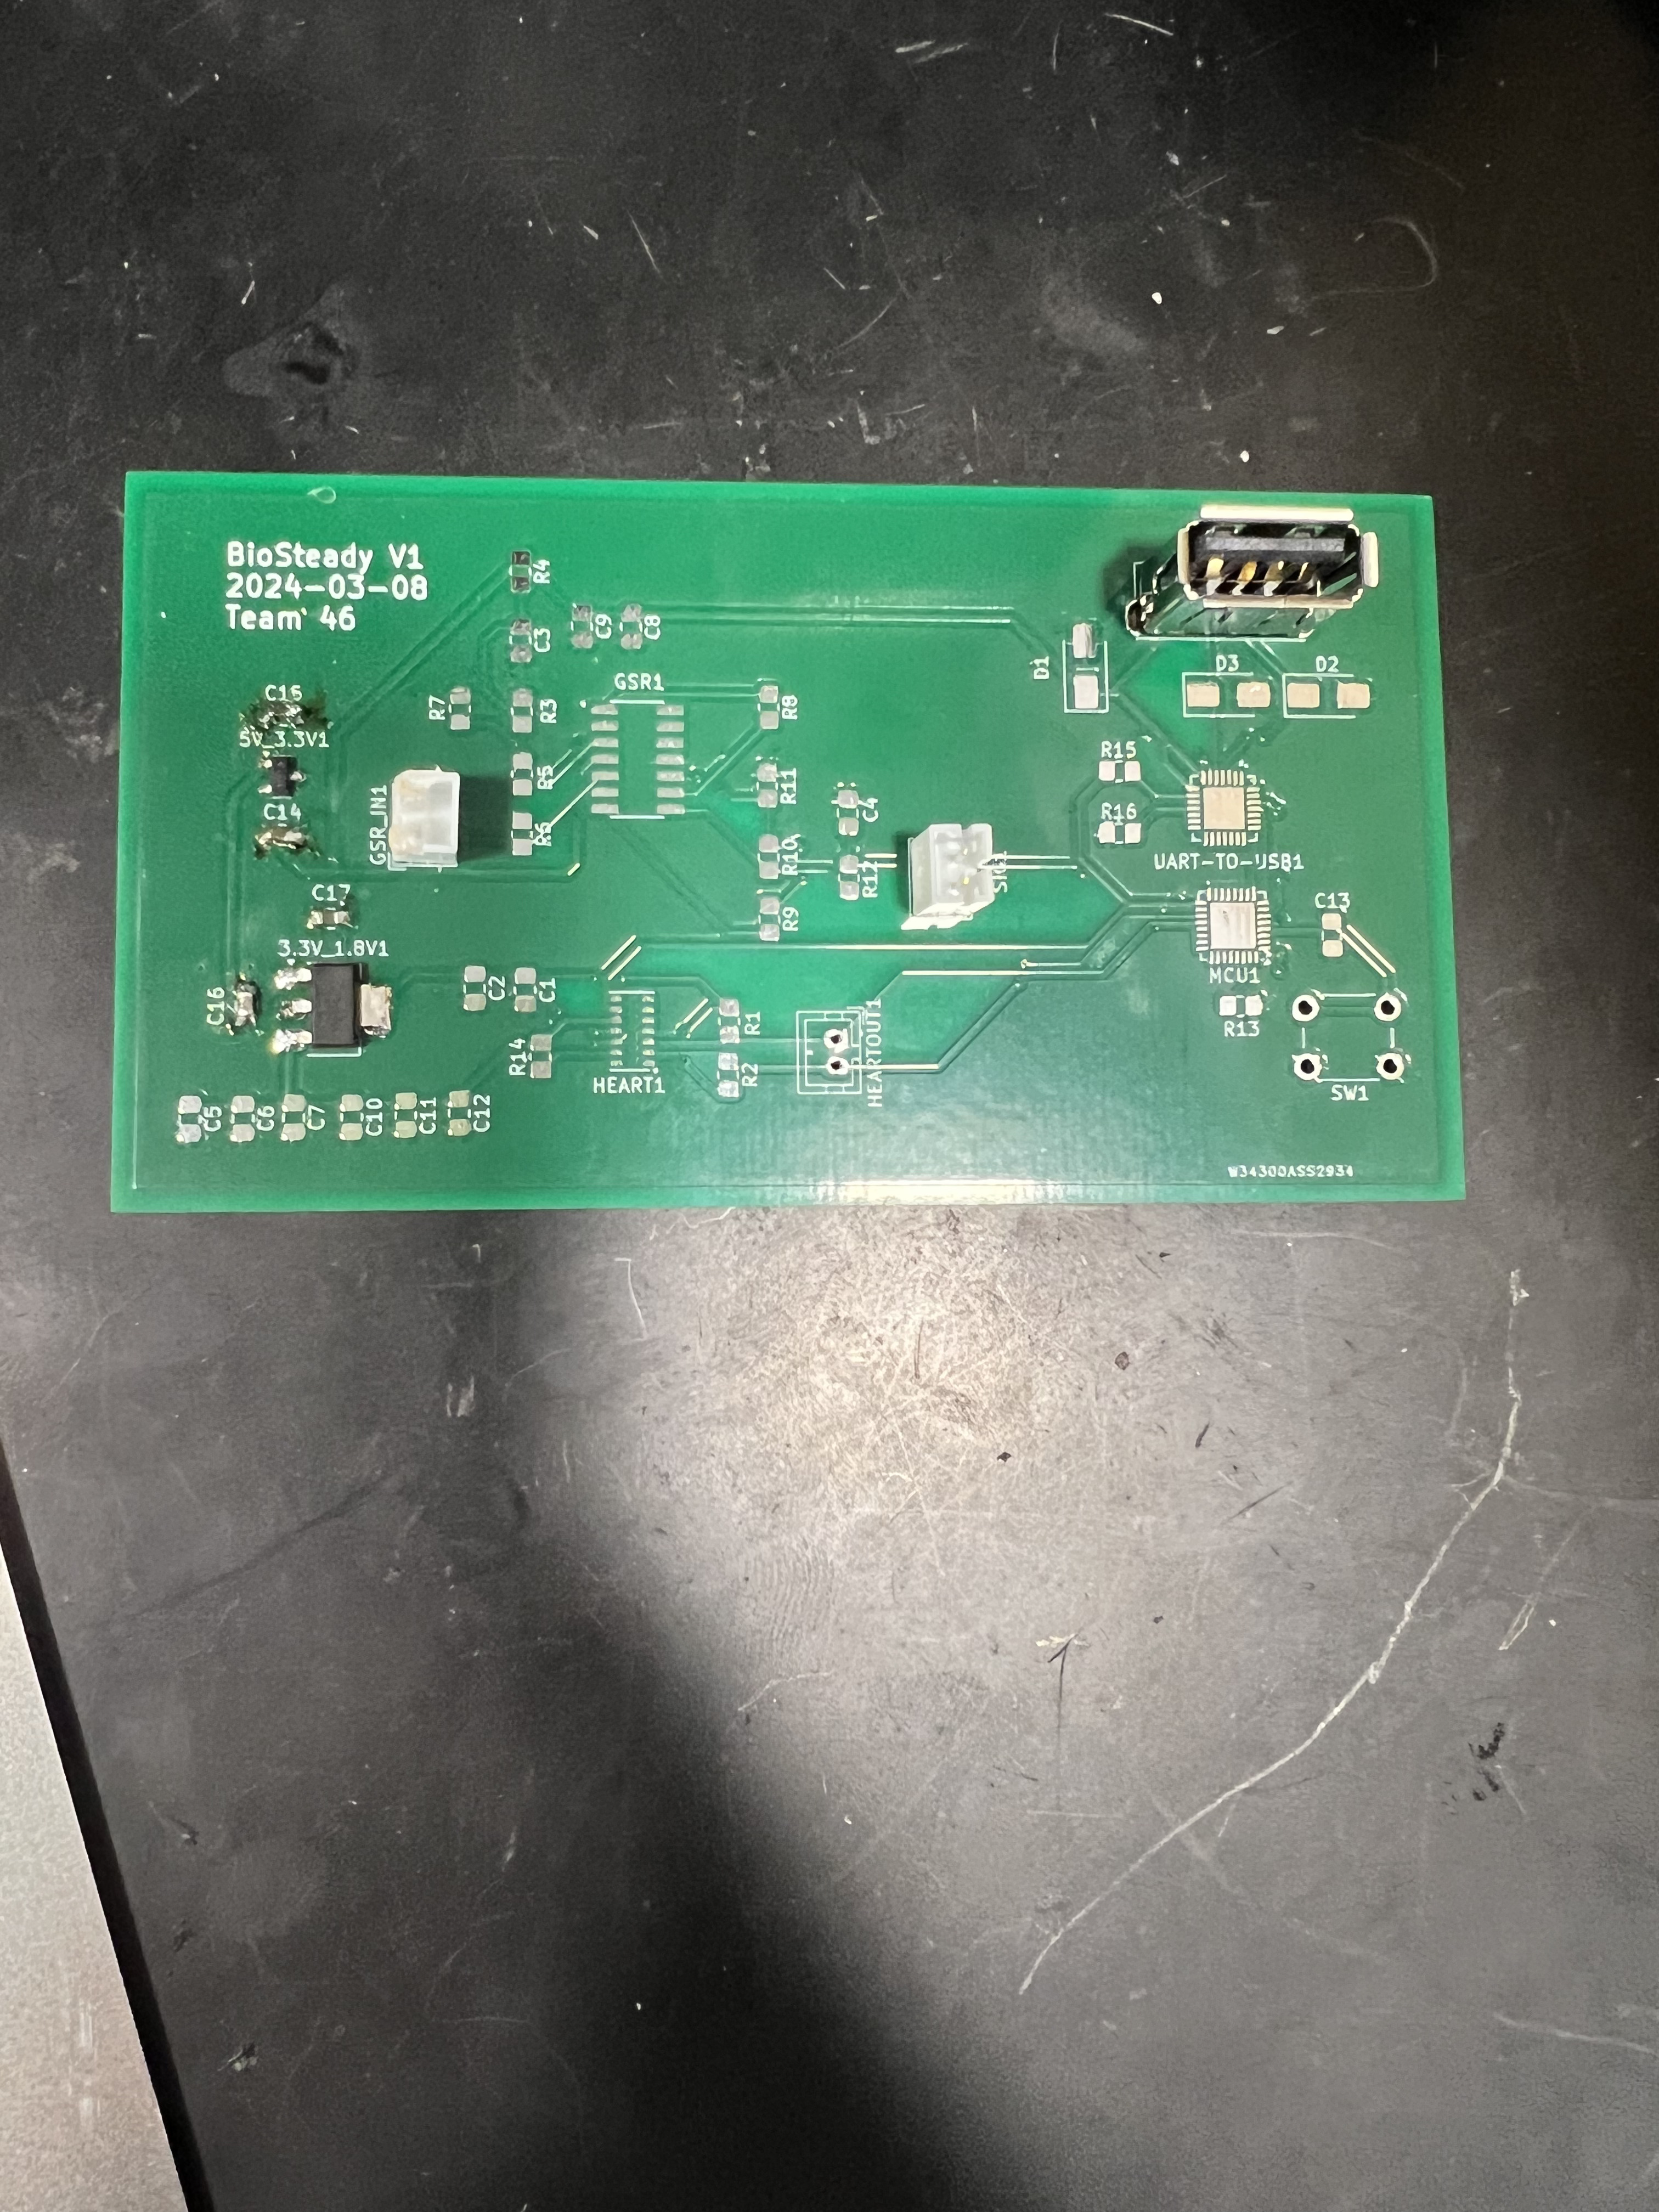 BioSteady V1
2024-03-08
Team 46
R4
C3
C9
C8
D1
D3
D2
C15
5V_3.3V1
C14
R7
R3
GSR1
R8
R5
R6
R11
R10
R9
C4
R12
GSR_IN1
R15
R16
UART-TO-USB1
C17
3.3V_1.8V1
C16
C2
C1
R14
HEART1
R1
R2
HEARTOUT1
MCU1
C13
R13
SW1
C5
C6
C7
C10
C11
C12
W34300ASS2934